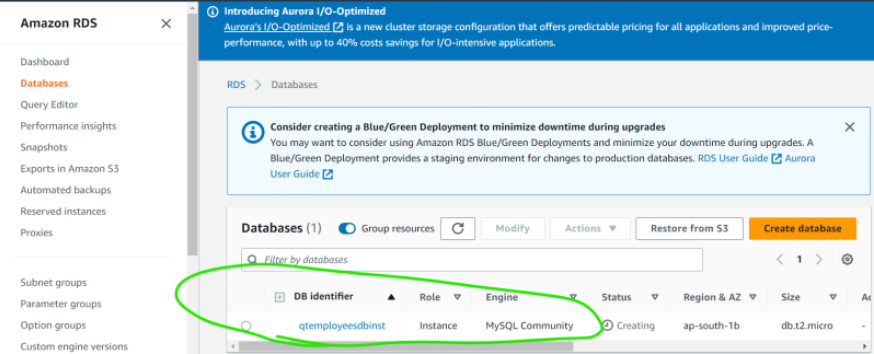 Amazon RDS
Dashboard
Databases
Query Editor
Performance insights
Snapshots
Exports in Amazon S3
Automated backups
Reserved instances
Proxies
Subnet groups
Parameter groups
Option groups
Custom engine versions
Introducing Aurora I/O-Optimized
Aurora's I/O-Optimized is a new cluster storage configuration that offers predictable pricing for all applications and improved price-
performance, with up to 40% costs savings for I/O-intensive applications.
RDS > Databases
Consider creating a Blue/Green Deployment to minimize downtime during upgrades
You may want to consider using Amazon RDS Blue/Green Deployments and minimize your downtime during upgrades. A
Blue/Green Deployment provides a staging environment for changes to production databases. RDS User Guide Aurora
User Guide
Databases (1) Group resources Modify Actions Restore from S3 Create database
Filter by databases 1
DB identifier Role Engine Status Region & AZ Size
qtemployeesdbinst Instance MySQL Community Creating ap-south-1b db.t2.micro -